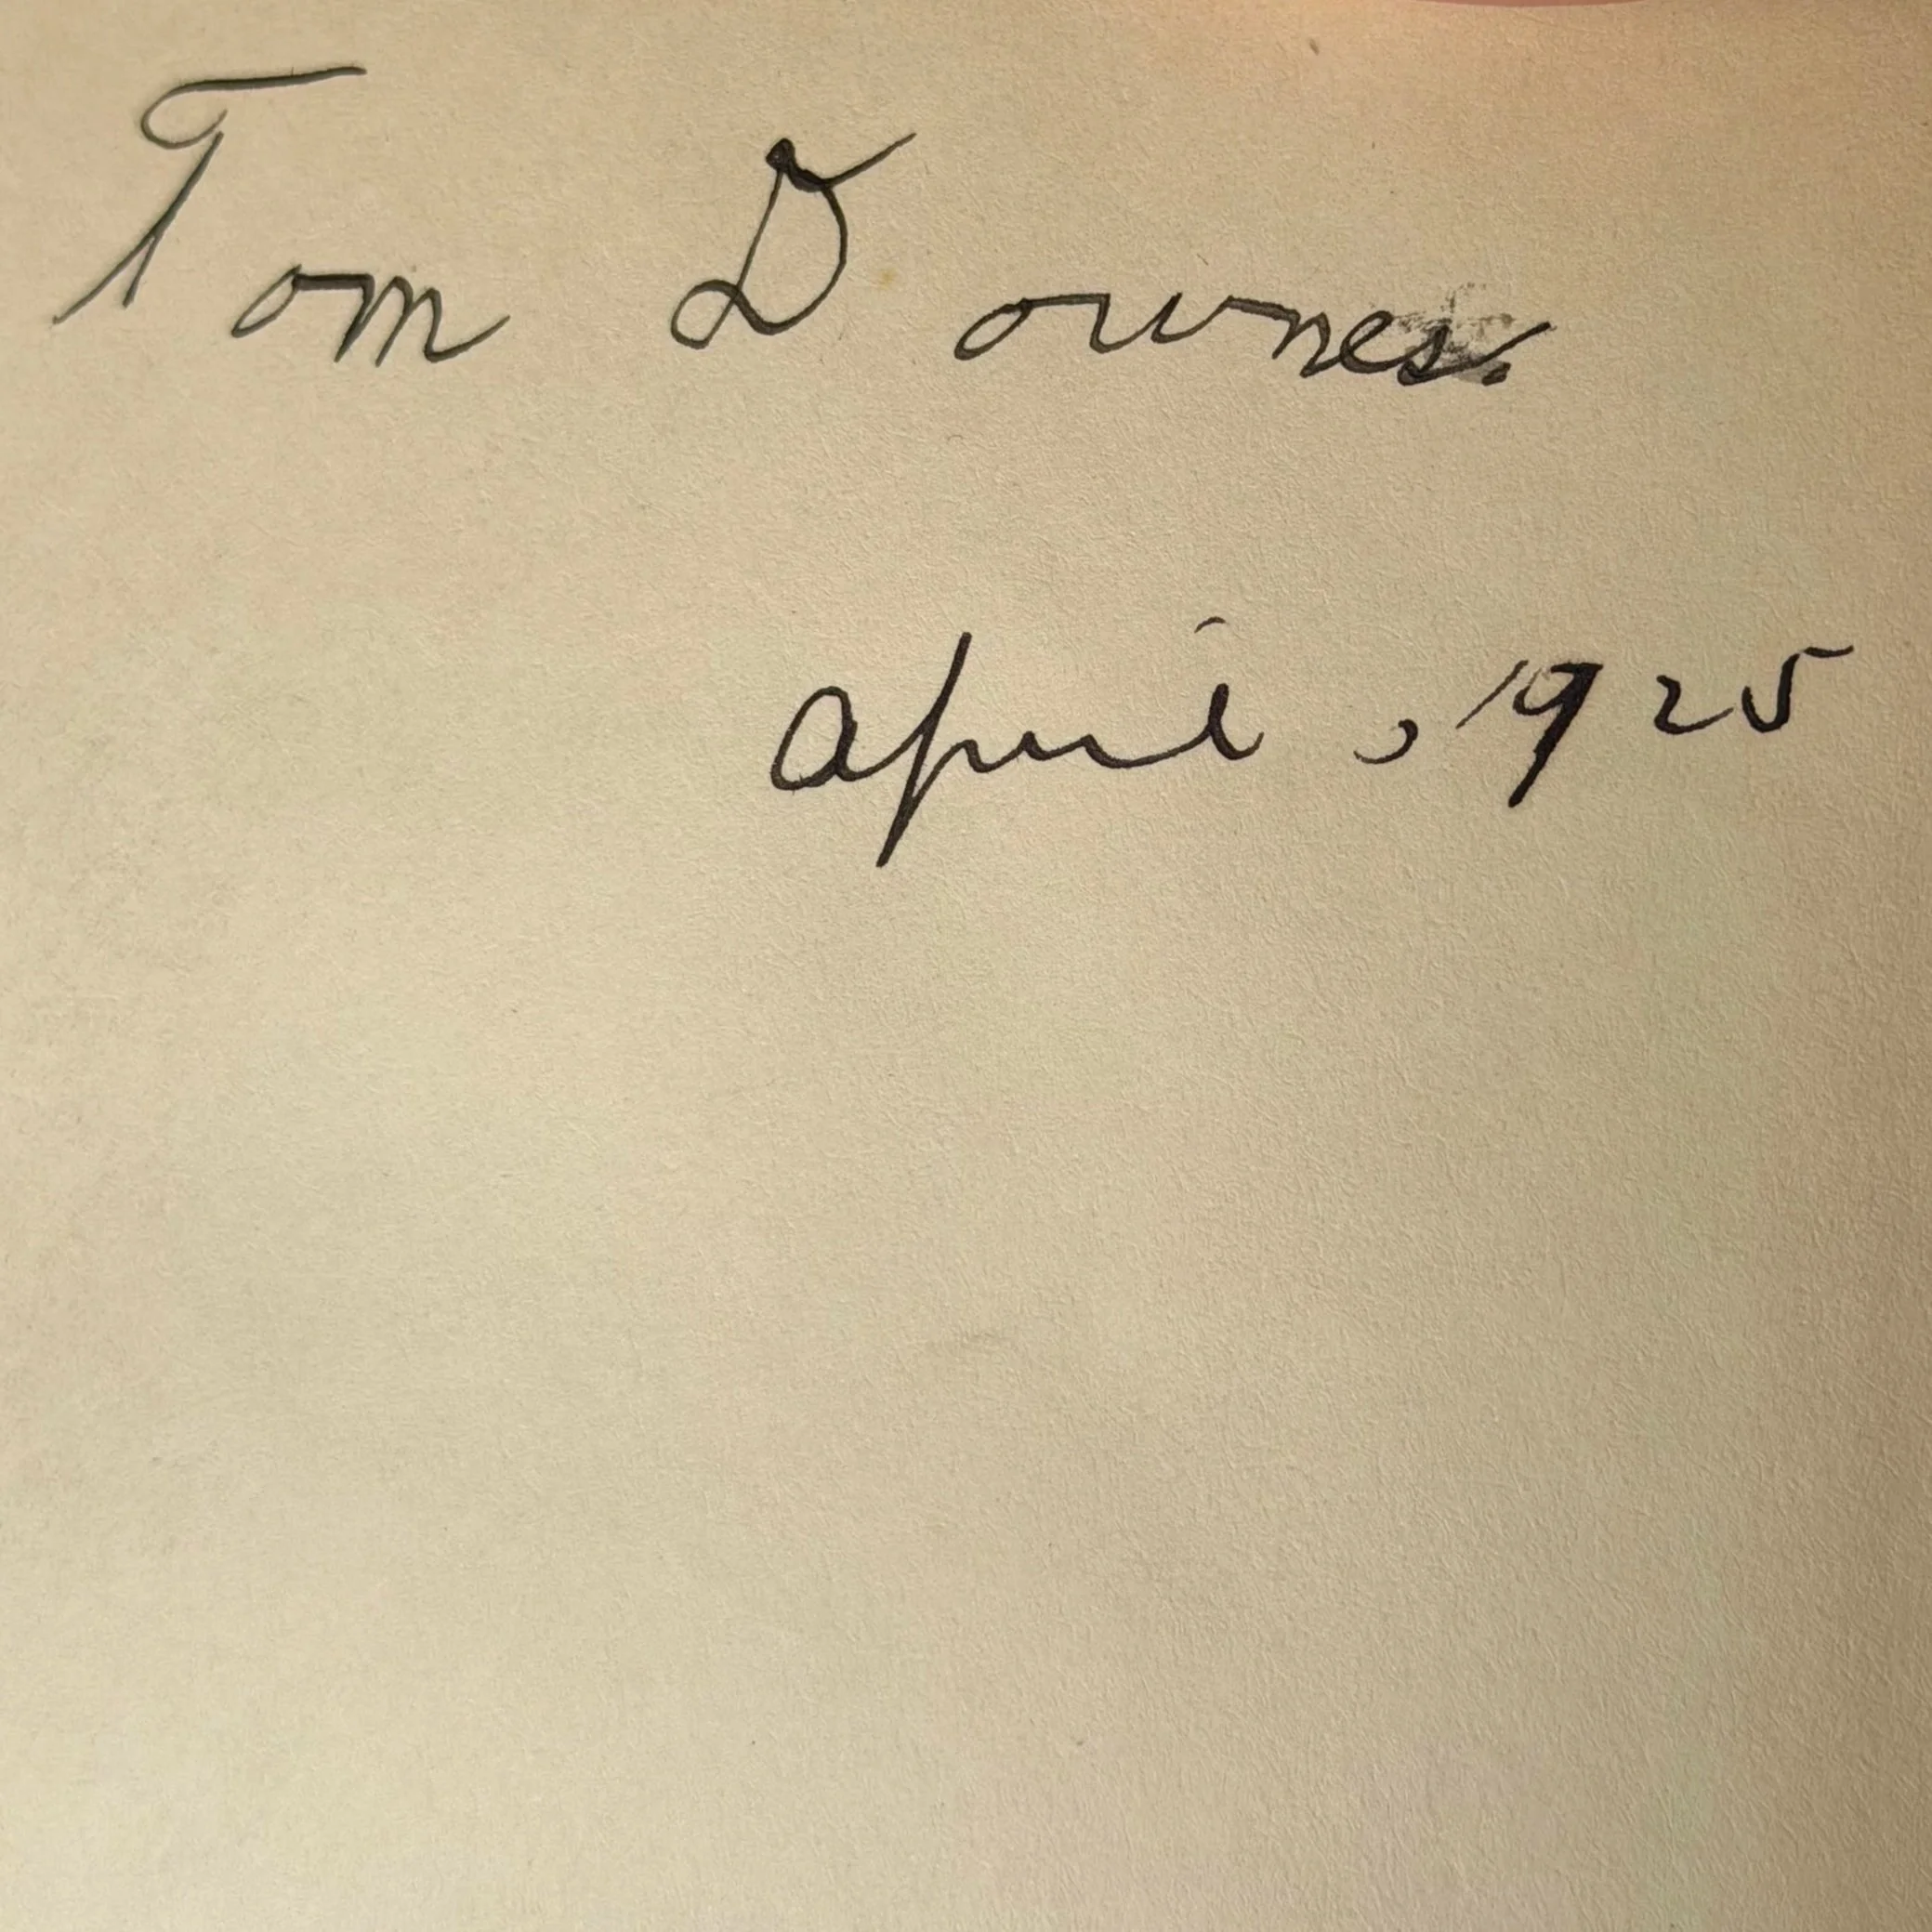 Tom Downes.
April, 1925